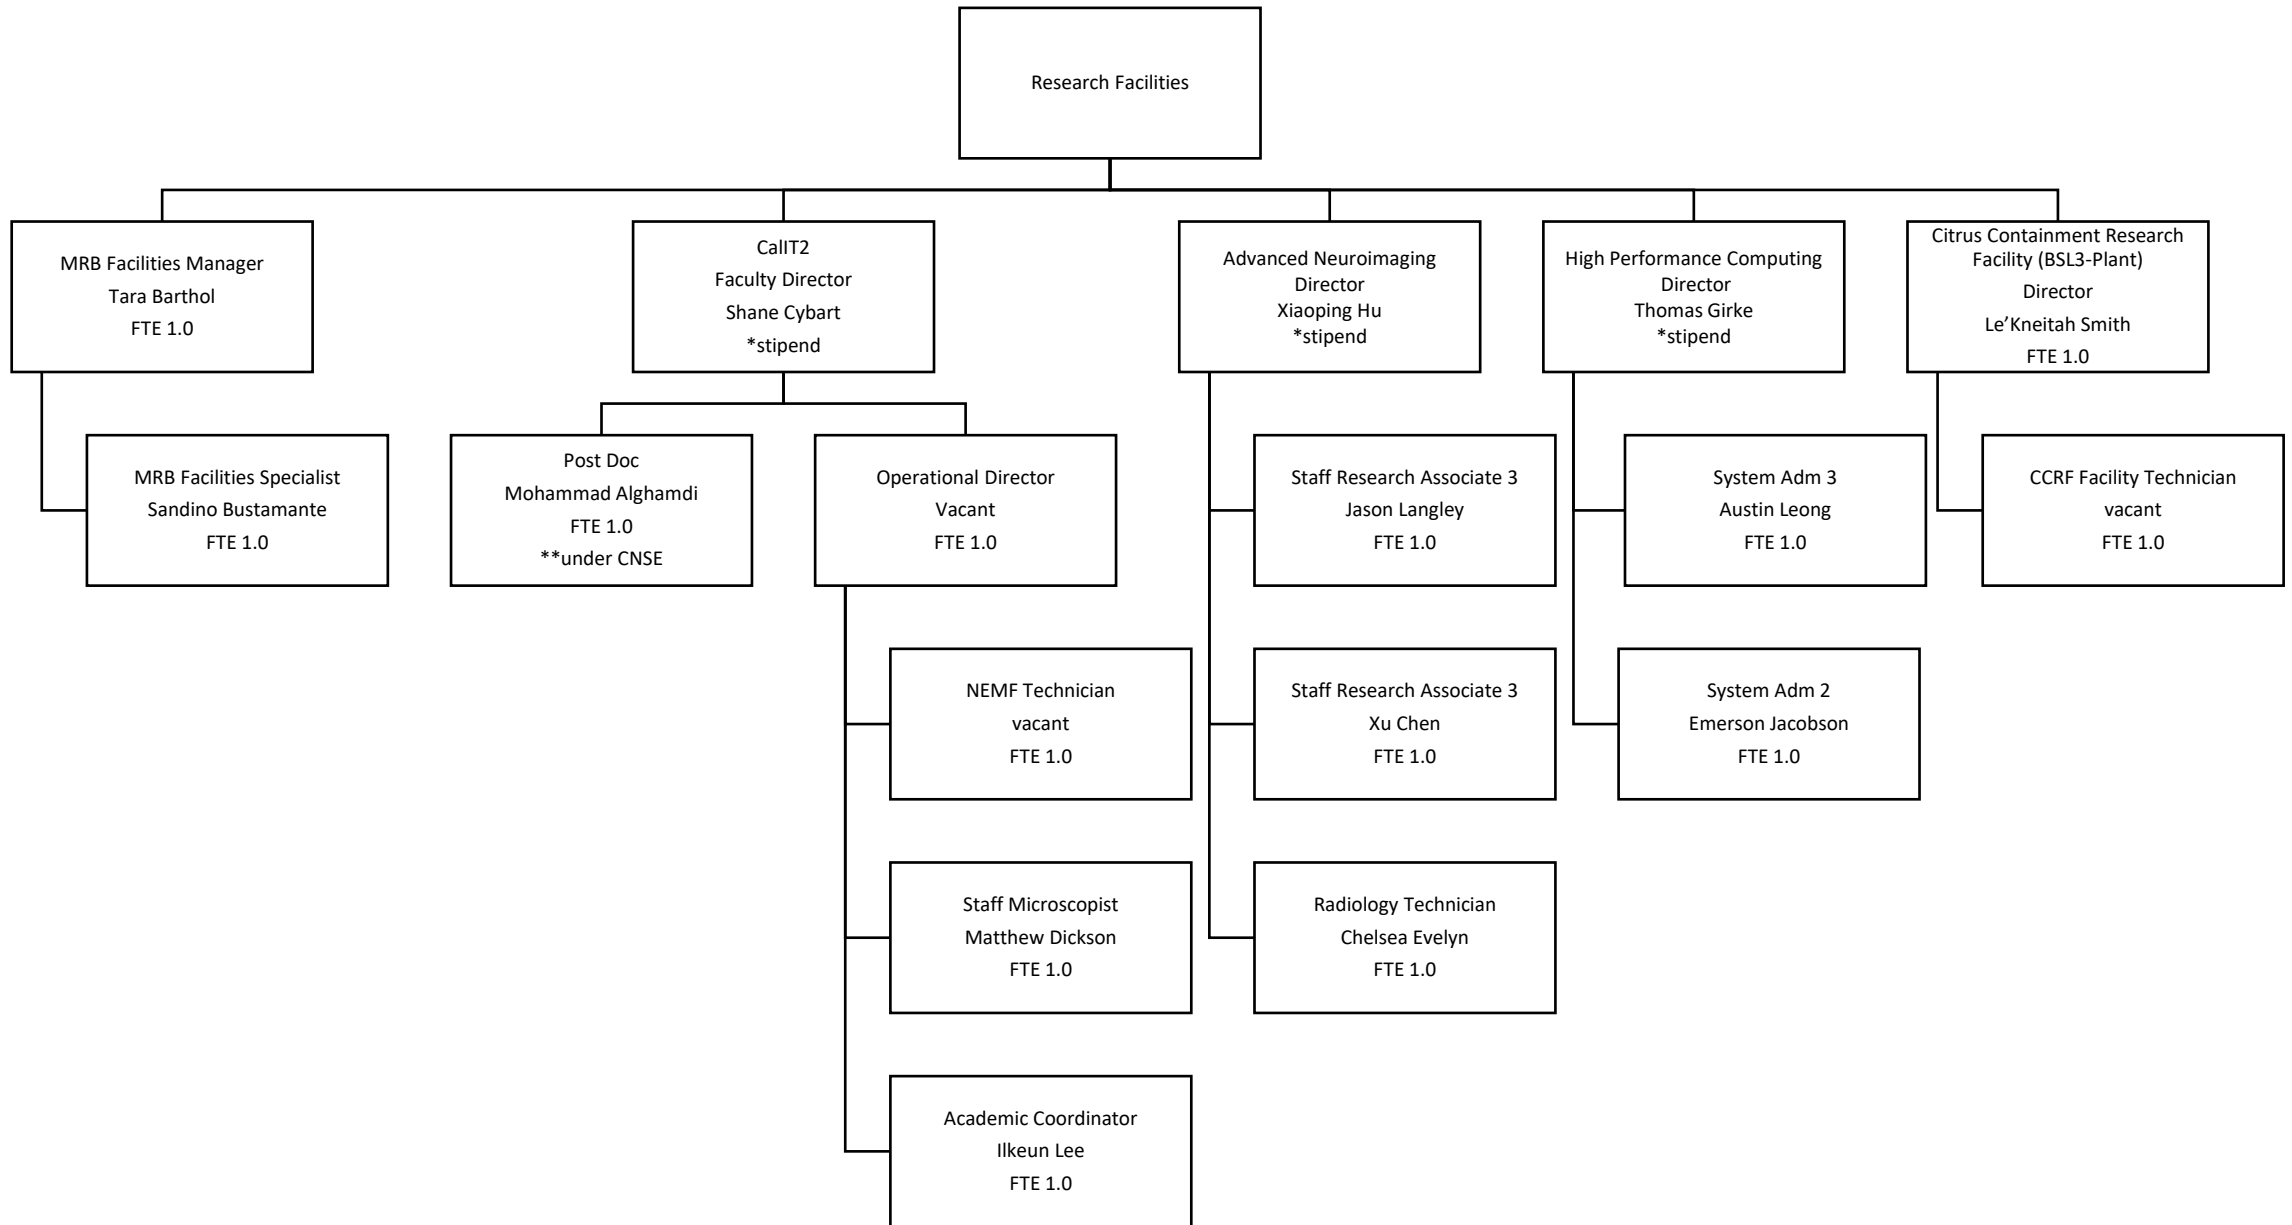 Research Facilities
MRB Facilities Manager
Tara Barthol
FTE 1.0
CalIT2
Faculty Director
Shane Cybart
*stipend
Advanced Neuroimaging
Director
Xiaoping Hu
*stipend
High Performance Computing
Director
Thomas Girke
*stipend
Citrus Containment Research
Facility (BSL3-Plant)
Director
Le’Kneitah Smith
FTE 1.0
MRB Facilities Specialist
Sandino Bustamante
FTE 1.0
Post Doc
Mohammad Alghamdi
FTE 1.0
**under CNSE
Operational Director
Vacant
FTE 1.0
Staff Research Associate 3
Jason Langley
FTE 1.0
System Adm 3
Austin Leong
FTE 1.0
CCRF Facility Technician
vacant
FTE 1.0
NEMF Technician
vacant
FTE 1.0
Staff Research Associate 3
Xu Chen
FTE 1.0
System Adm 2
Emerson Jacobson
FTE 1.0
Staff Microscopist
Matthew Dickson
FTE 1.0
Radiology Technician
Chelsea Evelyn
FTE 1.0
Academic Coordinator
Ilkeun Lee
FTE 1.0